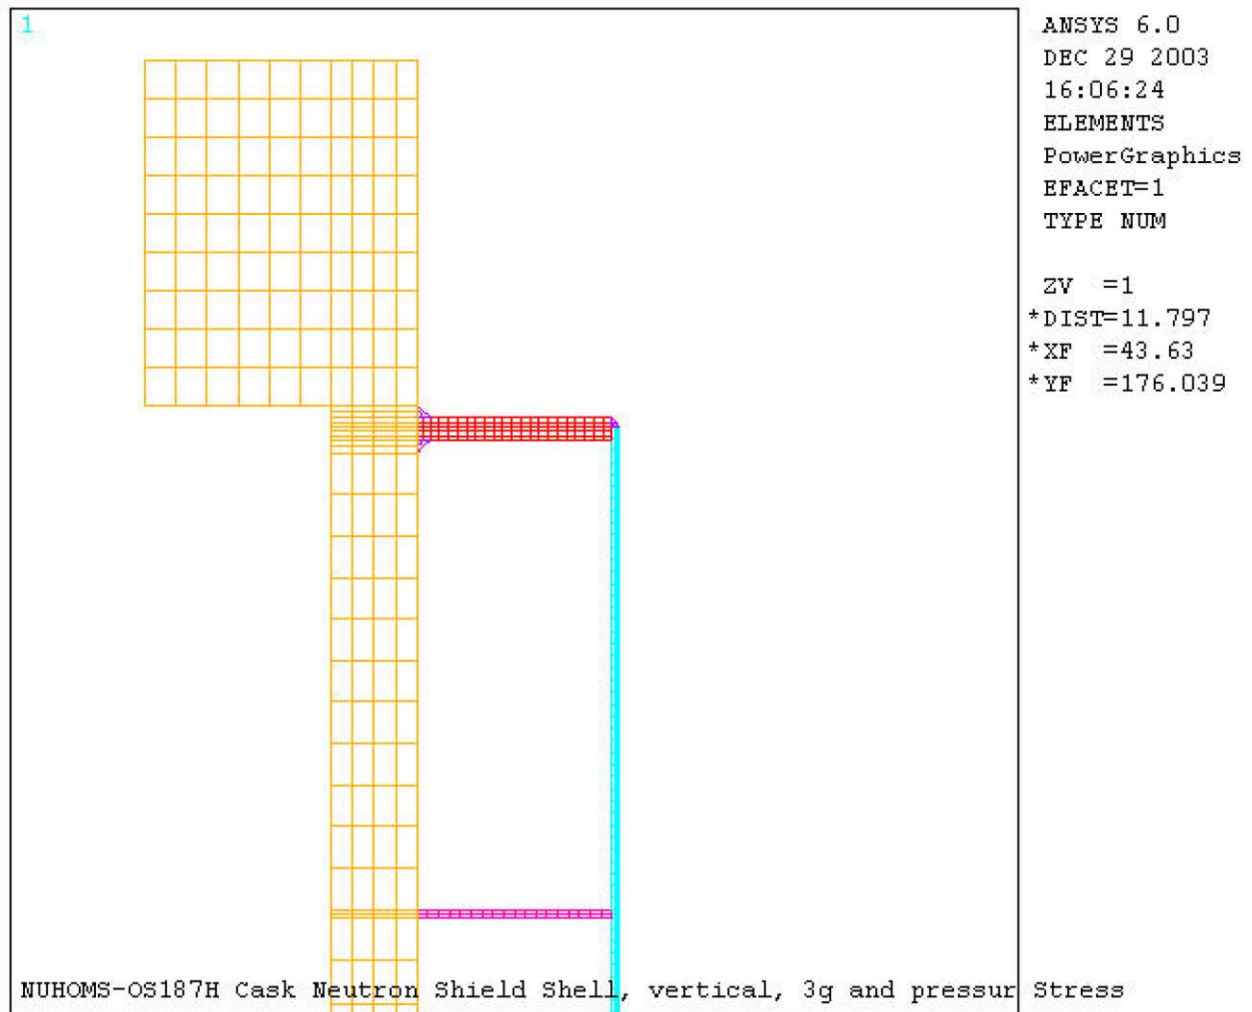 1
ANSYS 6.0
DEC 29 2003
16:06:24
ELEMENTS
PowerGraphics
EFACET=1
TYPE NUM
ZV =1
*DIST=11.797
*XF =43.63
*YF =176.039
NUHOMS-OS187H Cask Neutron Shield Shell, vertical, 3g and pressur Stress